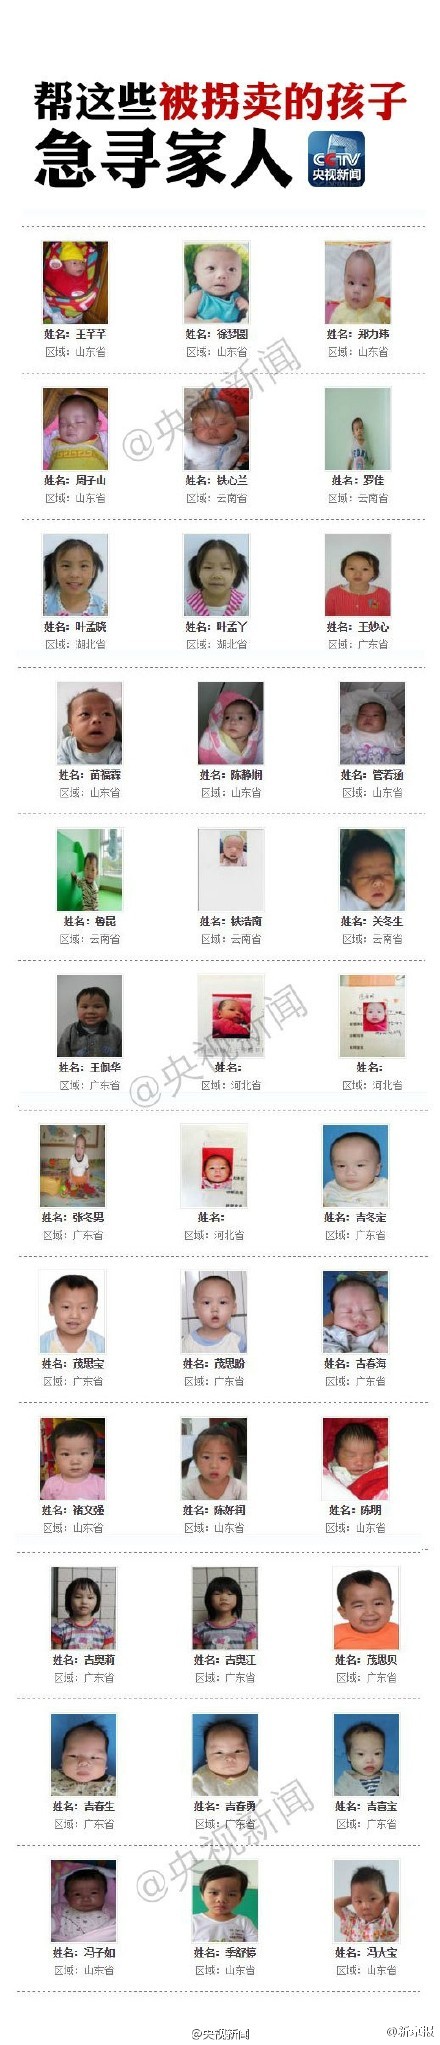 帮这些被拐卖的孩子
急寻家人 CCTV 央视新闻
姓名：王芊芊 姓名：徐梦圆 姓名：郑力玮
区域：山东省 区域：山东省 区域：山东省
@央视新闻
姓名：周子山 姓名：铁心兰 姓名：罗佳
区域：山东省 区域：云南省 区域：云南省
姓名：叶孟晓 姓名：叶孟丫 姓名：王妙心
区域：湖北省 区域：湖北省 区域：广东省
姓名：苗福霖 姓名：陈静娴 姓名：管若涵
区域：山东省 区域：山东省 区域：山东省
姓名：鲁昆 姓名：铁浩南 姓名：关冬生
区域：云南省 区域：云南省 区域：云南省
姓名：王佩华 姓名： 姓名：
区域：广东省 区域：河北省 区域：河北省
@央视新闻
姓名：张冬男 姓名： 姓名：吉冬宝
区域：广东省 区域：河北省 区域：广东省
姓名：茂思宝 姓名：茂思盼 姓名：古春海
区域：广东省 区域：广东省 区域：广东省
姓名：褚文强 姓名：陈好润 姓名：陈明
区域：山东省 区域：山东省 区域：山东省
姓名：古奥莉 姓名：古奥江 姓名：茂思贝
区域：广东省 区域：广东省 区域：广东省
姓名：吉春生 姓名：吉春勇 姓名：吉喜宝
区域：广东省 区域：广东省 区域：广东省
@央视新闻
姓名：冯子如 姓名：季舒婷 姓名：冯大宝
区域：山东省 区域：山东省 区域：山东省
@央视新闻 @新京报